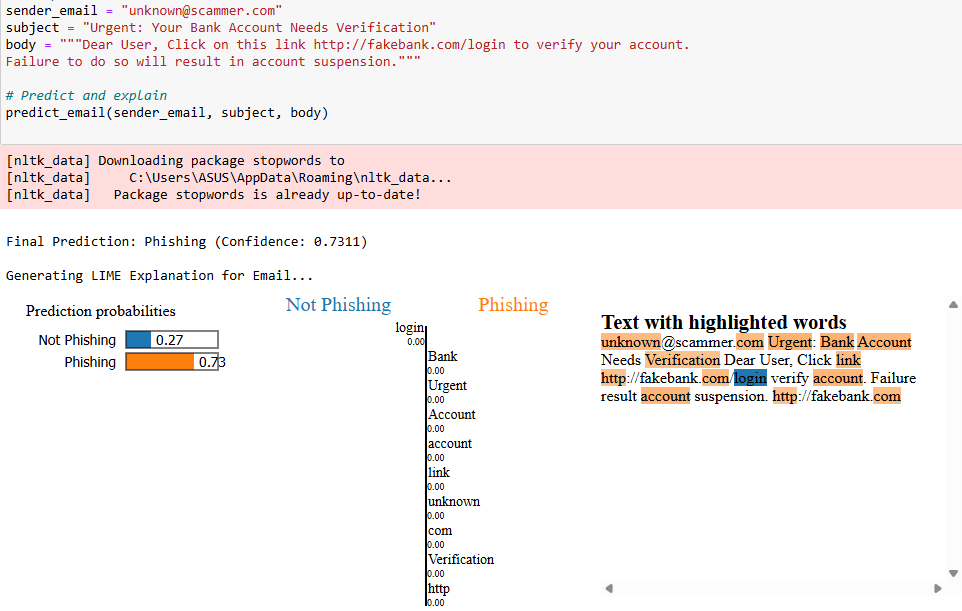 sender_email = "unknown@scammer.com"
subject = "Urgent: Your Bank Account Needs Verification"
body = """Dear User, Click on this link http://fakebank.com/login to verify your account.
Failure to do so will result in account suspension."""
# Predict and explain
predict_email(sender_email, subject, body)
[nltk_data] Downloading package stopwords to
[nltk_data]     C:\Users\ASUS\AppData\Roaming\nltk_data...
[nltk_data]   Package stopwords is already up-to-date!
Final Prediction: Phishing (Confidence: 0.7311)
Generating LIME Explanation for Email...
Prediction probabilities
Not Phishing 0.27
Phishing 0.73
Not Phishing
Phishing
login
0.00
Bank
0.00
Urgent
0.00
Account
0.00
account
0.00
link
0.00
unknown
0.00
com
0.00
Verification
0.00
http
0.00
Text with highlighted words
unknown@scammer.com Urgent: Bank Account
Needs Verification Dear User, Click link
http://fakebank.com/login verify account. Failure
result account suspension. http://fakebank.com